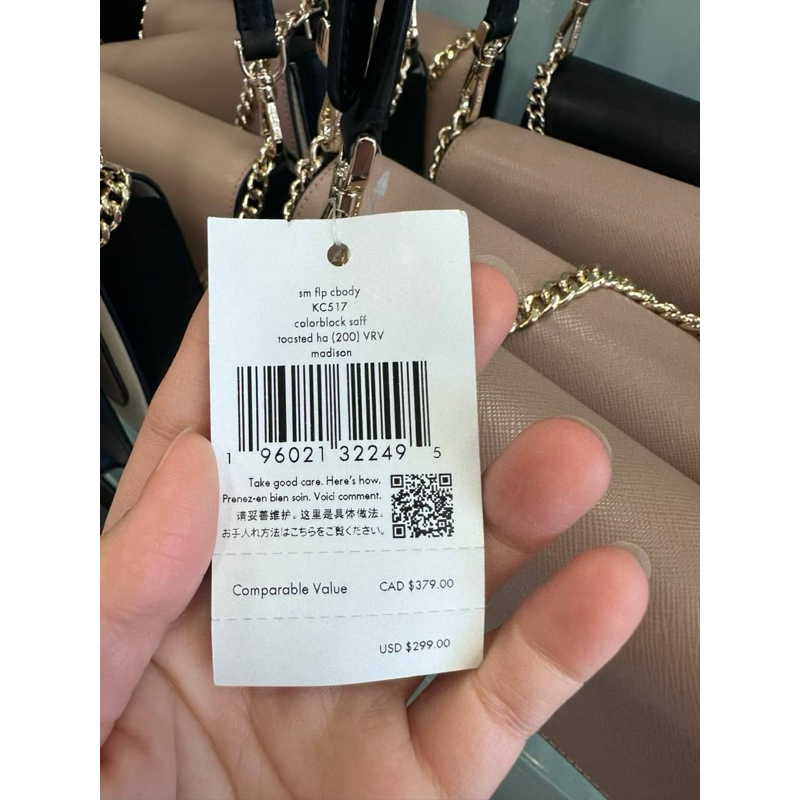 sm flp cbody
KC517
colorblock saff
toasted ha (200) VRV
madison
1 96021 32249 5
Take good care. Here's how.
Prenez-en bien soin. Voici comment.
请妥善维护。这里是具体做法。
お手入れ方法はこちらをご覧ください。
Comparable Value CAD $379.00
USD $299.00